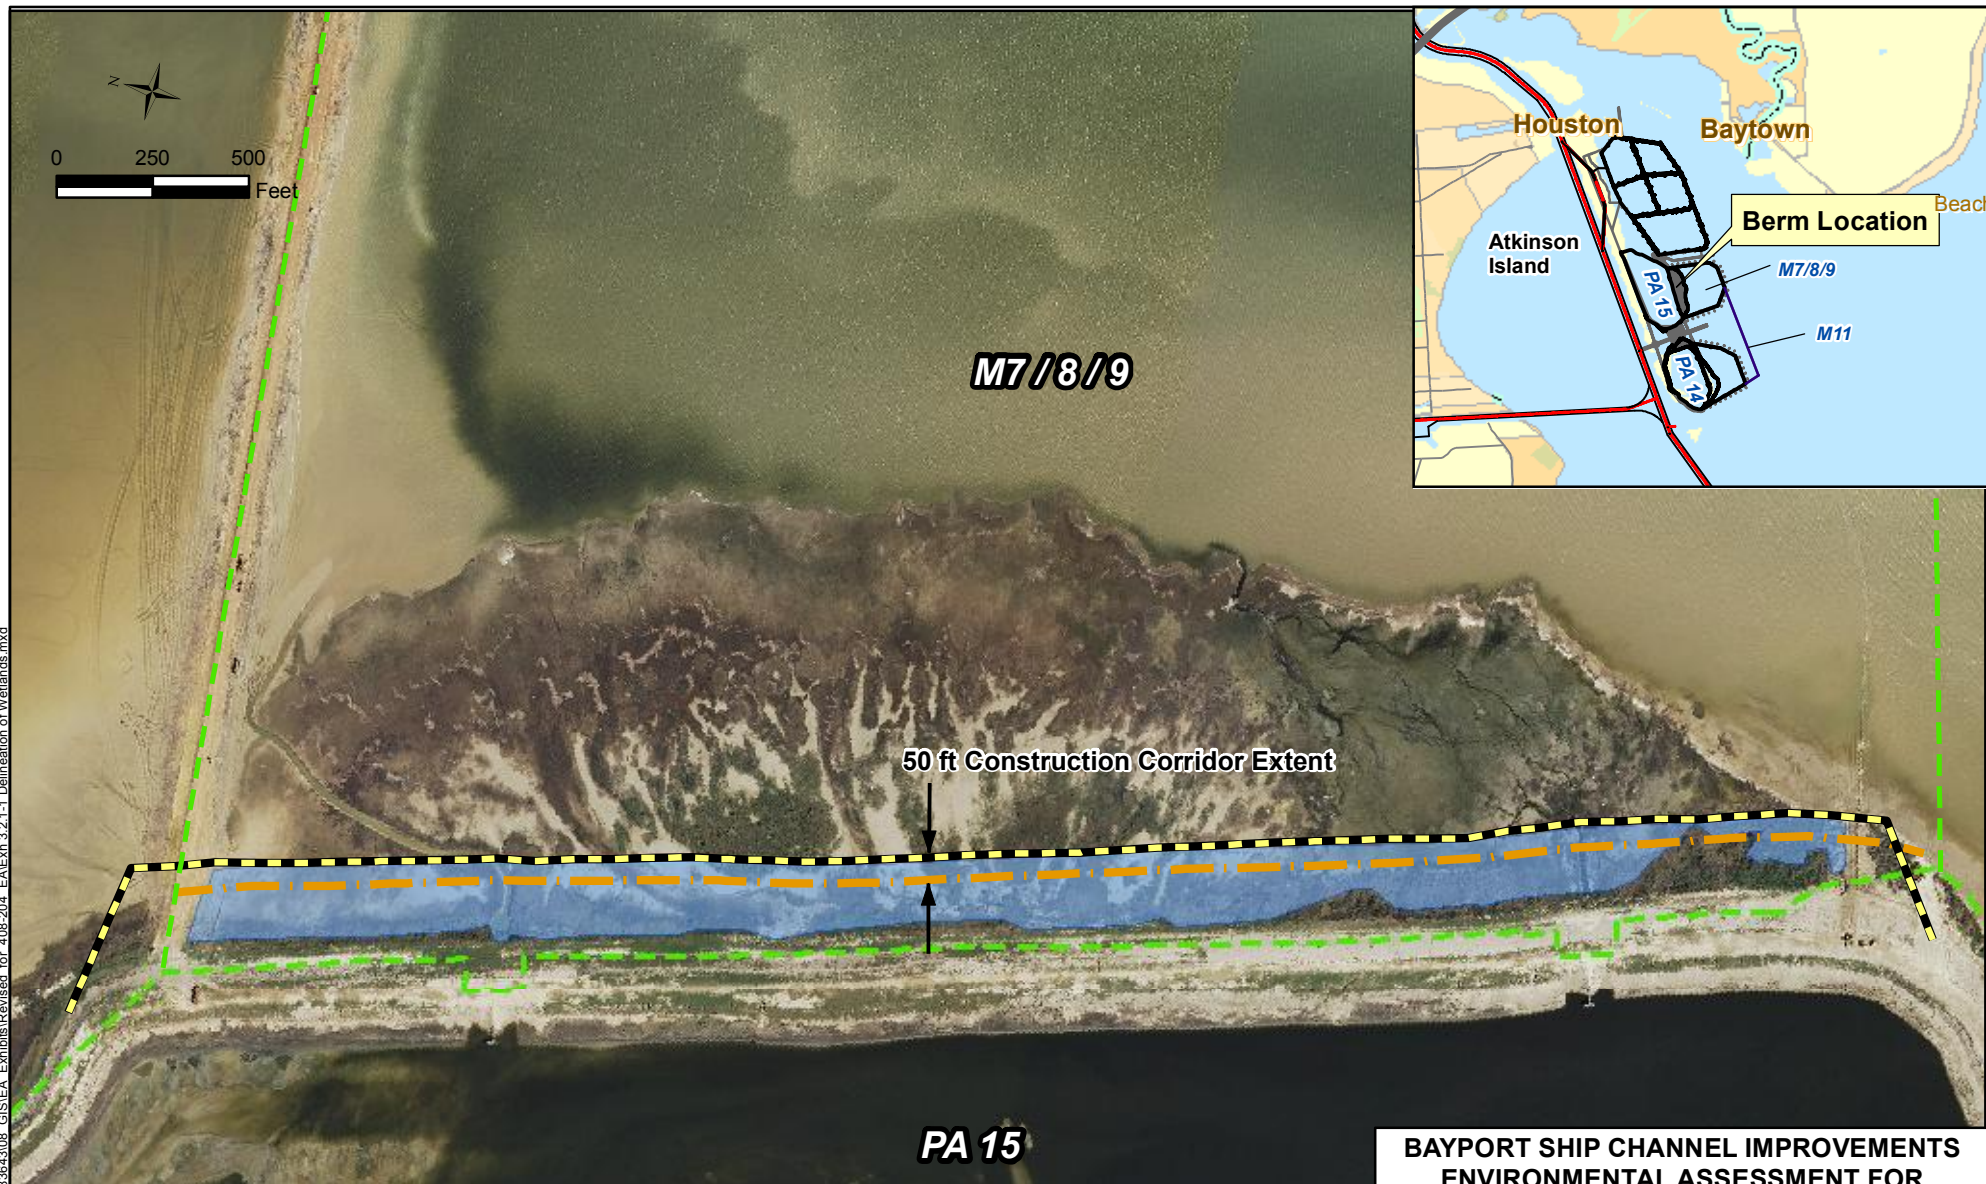 N
0 250 500
Feet
Houston
Baytown
Beach
Berm Location
Atkinson
Island
M7/8/9
PA 15
M11
PA 14
M7 / 8 / 9
50 ft Construction Corridor Extent
PA 15
BAYPORT SHIP CHANNEL IMPROVEMENTS
ENVIRONMENTAL ASSESSMENT FOR